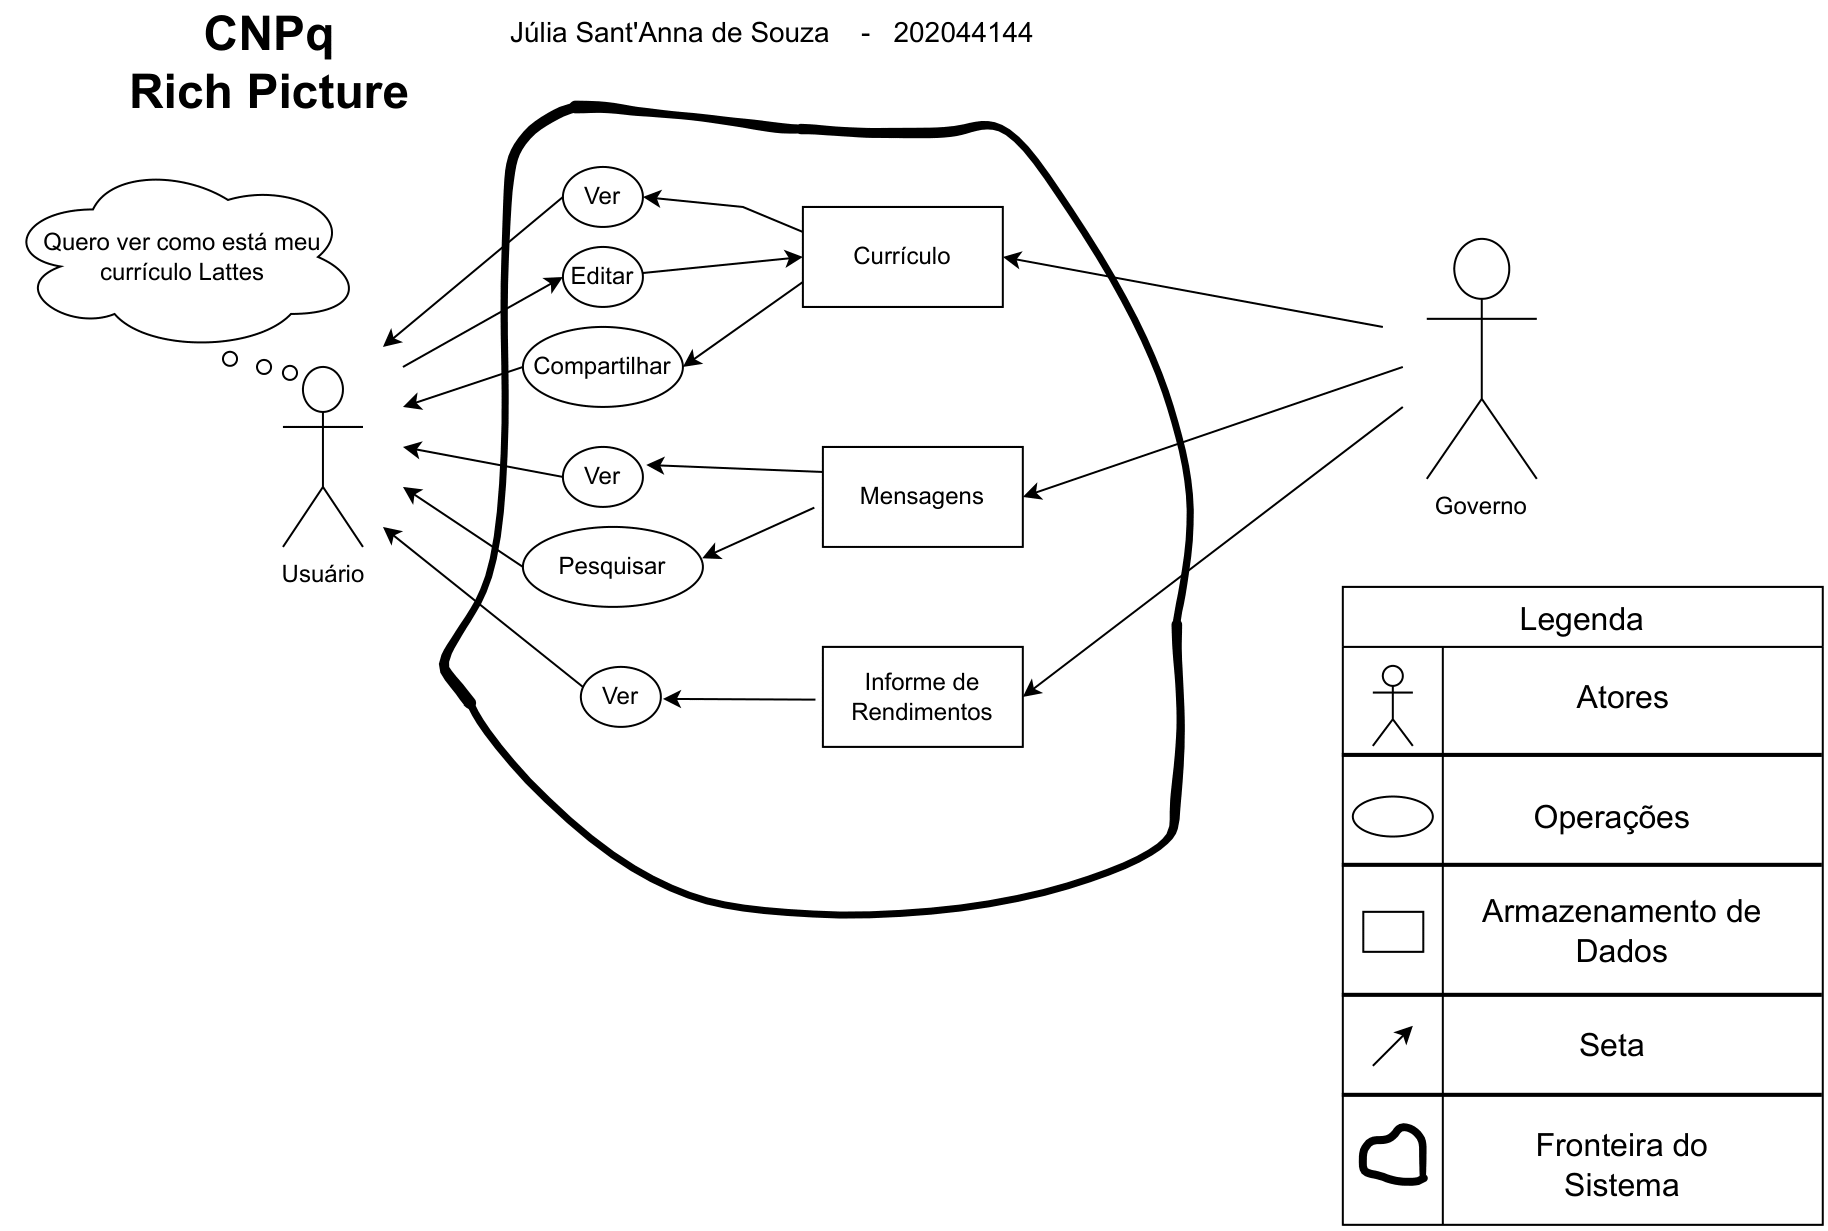 CNPq
Rich Picture
Júlia Sant'Anna de Souza - 202044144
Quero ver como está meu
currículo Lattes
Usuário
Ver
Editar
Compartilhar
Ver
Pesquisar
Ver
Currículo
Mensagens
Informe de
Rendimentos
Governo
Legenda
Atores
Operações
Armazenamento de
Dados
Seta
Fronteira do
Sistema